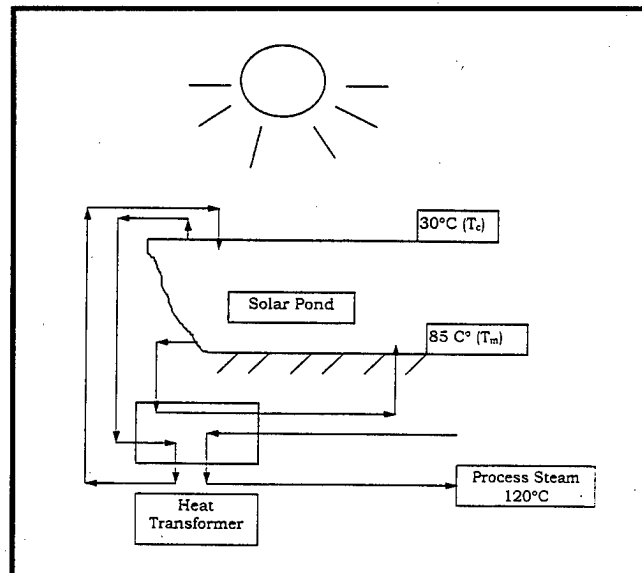 30°C (Tc)
Solar Pond
85 C° (Tm)
Process Steam
120°C
Heat
Transformer